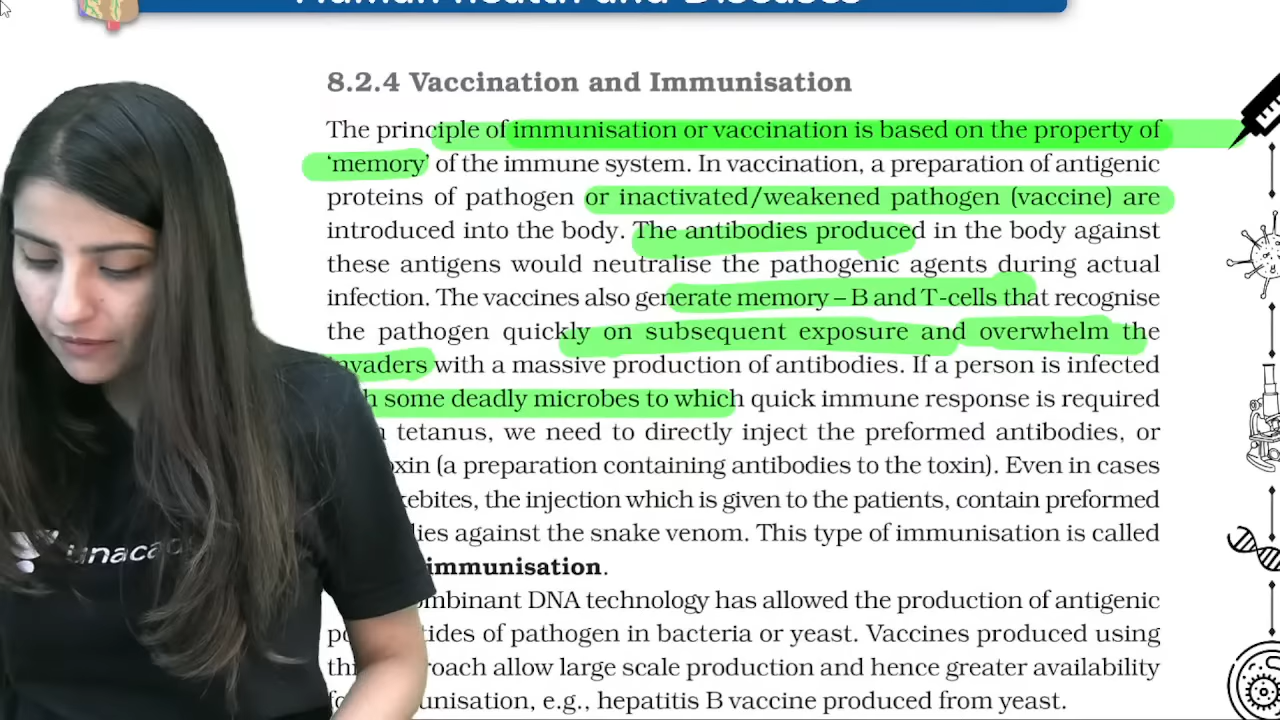 Human health and Diseases
8.2.4 Vaccination and Immunisation
The principle of immunisation or vaccination is based on the property of
‘memory’ of the immune system. In vaccination, a preparation of antigenic
proteins of pathogen or inactivated/weakened pathogen (vaccine) are
introduced into the body. The antibodies produced in the body against
these antigens would neutralise the pathogenic agents during actual
infection. The vaccines also generate memory – B and T-cells that recognise
the pathogen quickly on subsequent exposure and overwhelm the
invaders with a massive production of antibodies. If a person is infected
some deadly microbes to which quick immune response is required
tetanus, we need to directly inject the preformed antibodies, or
(a preparation containing antibodies to the toxin). Even in cases
the injection which is given to the patients, contain preformed
against the snake venom. This type of immunisation is called
immunisation.
DNA technology has allowed the production of antigenic
of pathogen in bacteria or yeast. Vaccines produced using
allow large scale production and hence greater availability
e.g., hepatitis B vaccine produced from yeast.
unaca